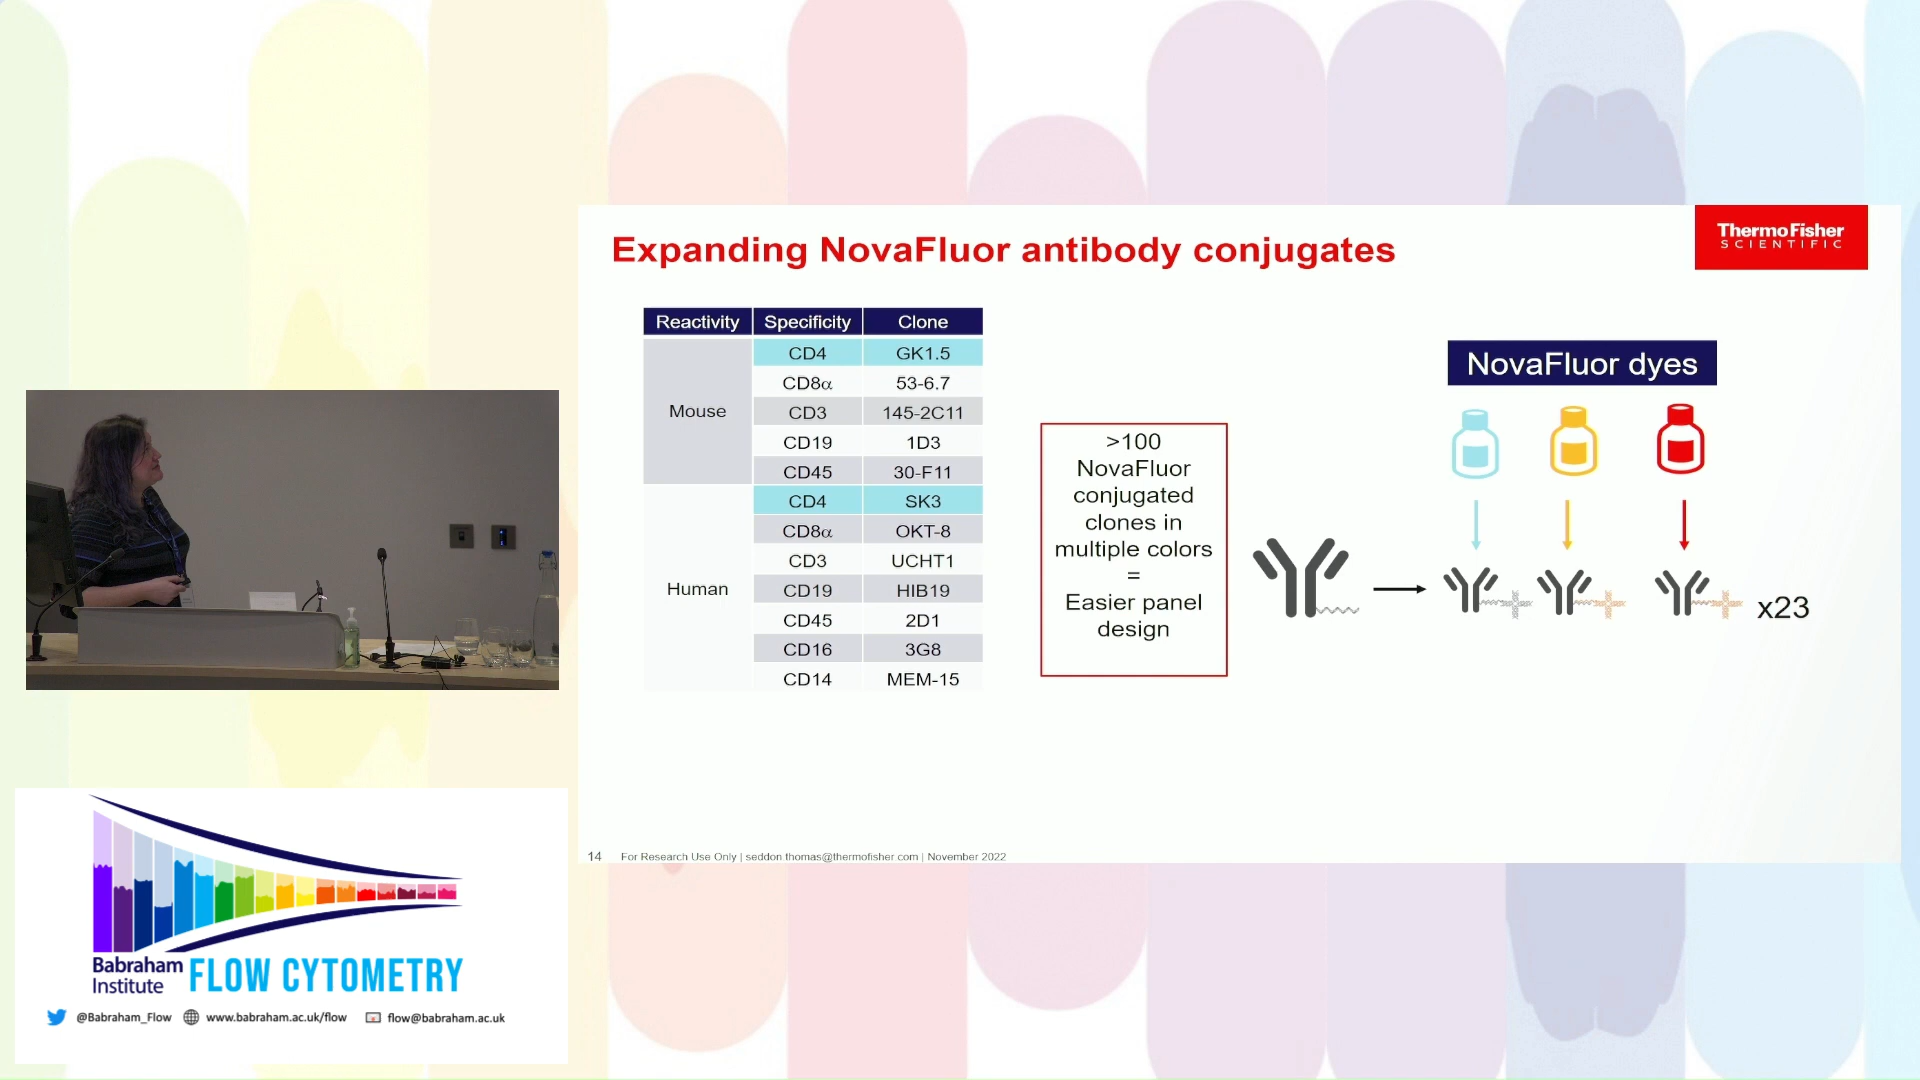 Expanding NovaFluor antibody conjugates
ThermoFisher
SCIENTIFIC
Reactivity Specificity Clone
Mouse
CD4 GK1.5
CD8α 53-6.7
CD3 145-2C11
CD19 1D3
CD45 30-F11
Human
CD4 SK3
CD8α OKT-8
CD3 UCHT1
CD19 HIB19
CD45 2D1
CD16 3G8
CD14 MEM-15
>100
NovaFluor
conjugated
clones in
multiple colors
=
Easier panel
design
NovaFluor dyes
x23
14 For Research Use Only | seddon.thomas@thermofisher.com | November 2022
Babraham
Institute
FLOW CYTOMETRY
@Babraham_Flow www.babraham.ac.uk/flow flow@babraham.ac.uk